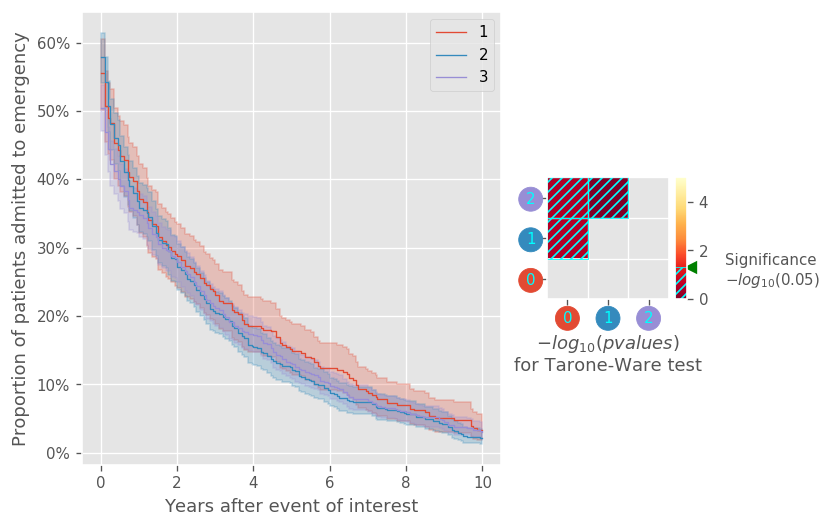 60%
50%
40%
30%
20%
10%
0%
Proportion of patients admitted to emergency
0 2 4 6 8 10
Years after event of interest
1
2
3
2
1
0
0 1 2
−log10(pvalues)
for Tarone-Ware test
4
2
0
Significance
−log10(0.05)